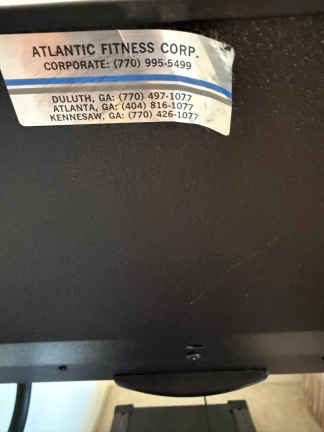 ATLANTIC FITNESS CORP.
CORPORATE: (770) 995-5499
DULUTH, GA: (770) 497-1077
ATLANTA, GA: (404) 816-1077
KENNESAW, GA: (770) 426-1077